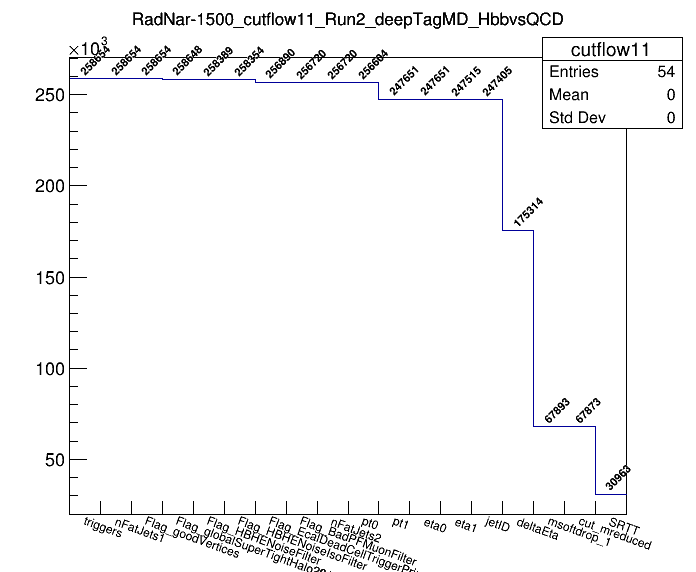 RadNar-1500_cutflow11_Run2_deepTagMD_HbbvsQCD
×10³
cutflow11
Entries 54
Mean 0
Std Dev 0
258654
258654
258654
258648
258389
258354
256890
256720
256720
256604
247651
247651
247515
247405
175314
67893
67873
30963
250
200
150
100
50
triggers
nFatJets1
Flag_goodVertices
Flag_globalSuperTightHalo20
Flag_HBHENoiseFilter
Flag_HBHENoiseIsoFilter
Flag_EcalDeadCellTriggerPri
Flag_BadPFMuonFilter
nFatJets2
pt0
pt1
eta0
eta1
jetID
deltaEta
msoftdrop_1
cut_mreduced
SRTT